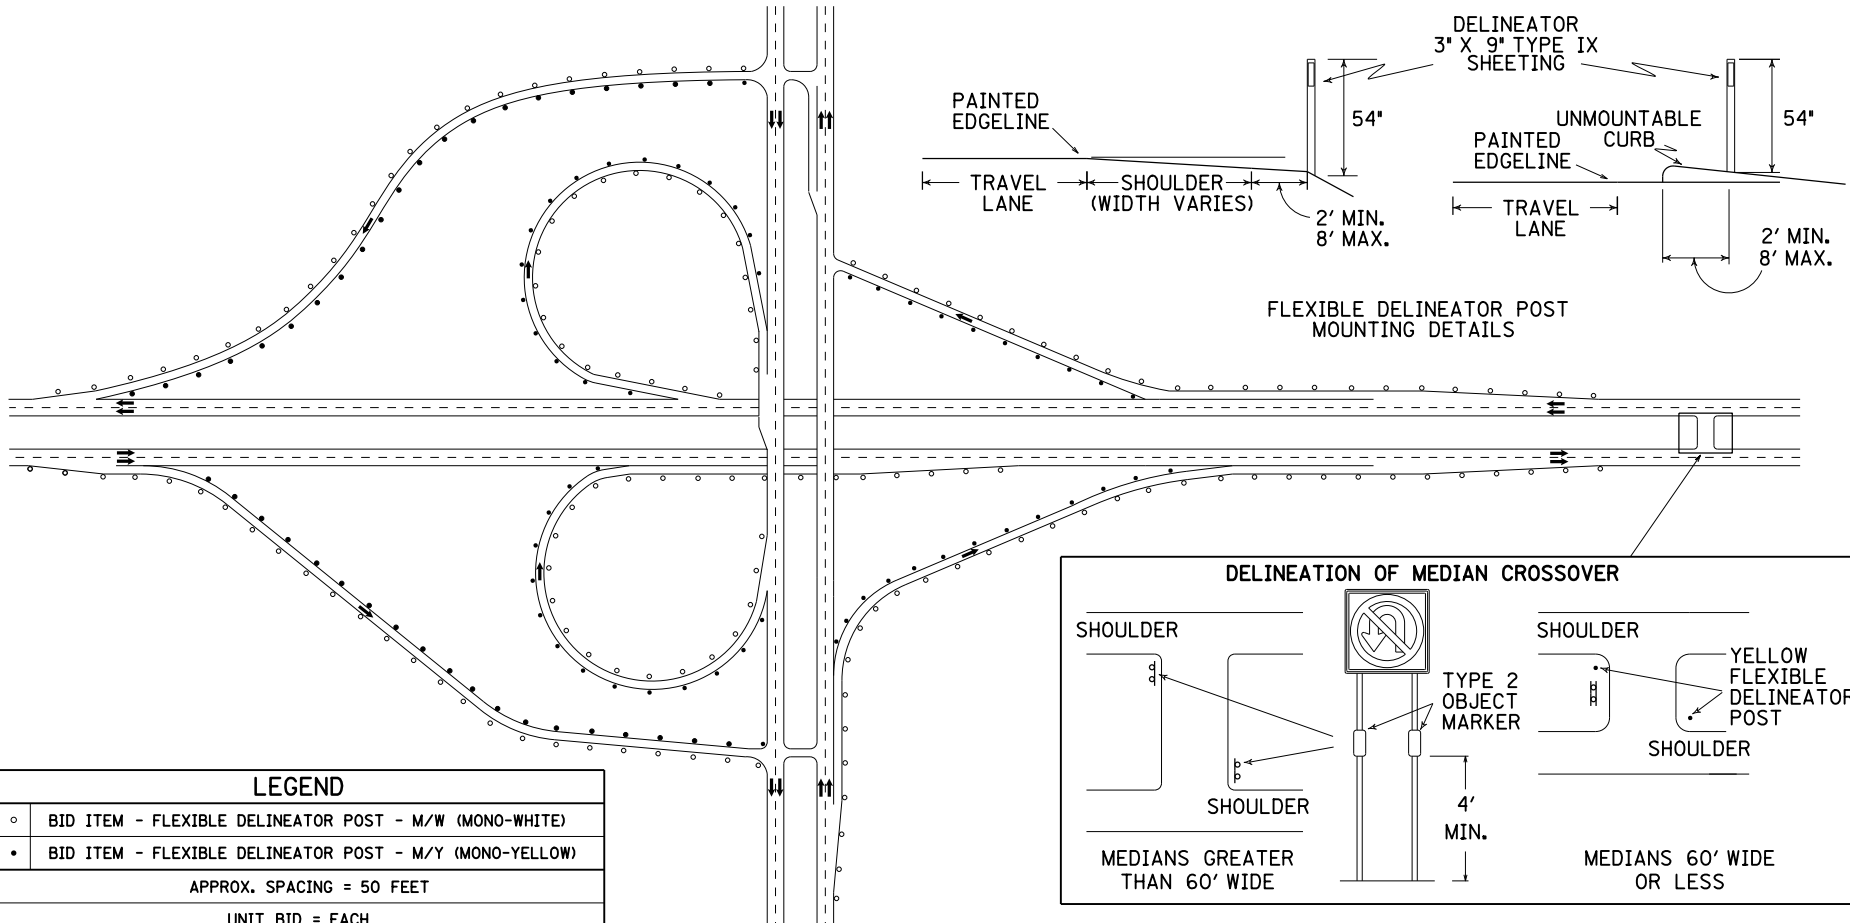 DELINEATOR
3" X 9" TYPE IX
SHEETING
PAINTED
EDGELINE
54"
TRAVEL
LANE
SHOULDER
(WIDTH VARIES)
2' MIN.
8' MAX.
UNMOUNTABLE
CURB
PAINTED
EDGELINE
54"
TRAVEL
LANE
2' MIN.
8' MAX.
FLEXIBLE DELINEATOR POST
MOUNTING DETAILS
DELINEATION OF MEDIAN CROSSOVER
SHOULDER
SHOULDER
MEDIANS GREATER
THAN 60' WIDE
TYPE 2
OBJECT
MARKER
4'
MIN.
SHOULDER
YELLOW
FLEXIBLE
DELINEATOR
POST
SHOULDER
MEDIANS 60' WIDE
OR LESS
LEGEND
BID ITEM - FLEXIBLE DELINEATOR POST - M/W (MONO-WHITE)
BID ITEM - FLEXIBLE DELINEATOR POST - M/Y (MONO-YELLOW)
APPROX. SPACING = 50 FEET
UNIT BID = EACH